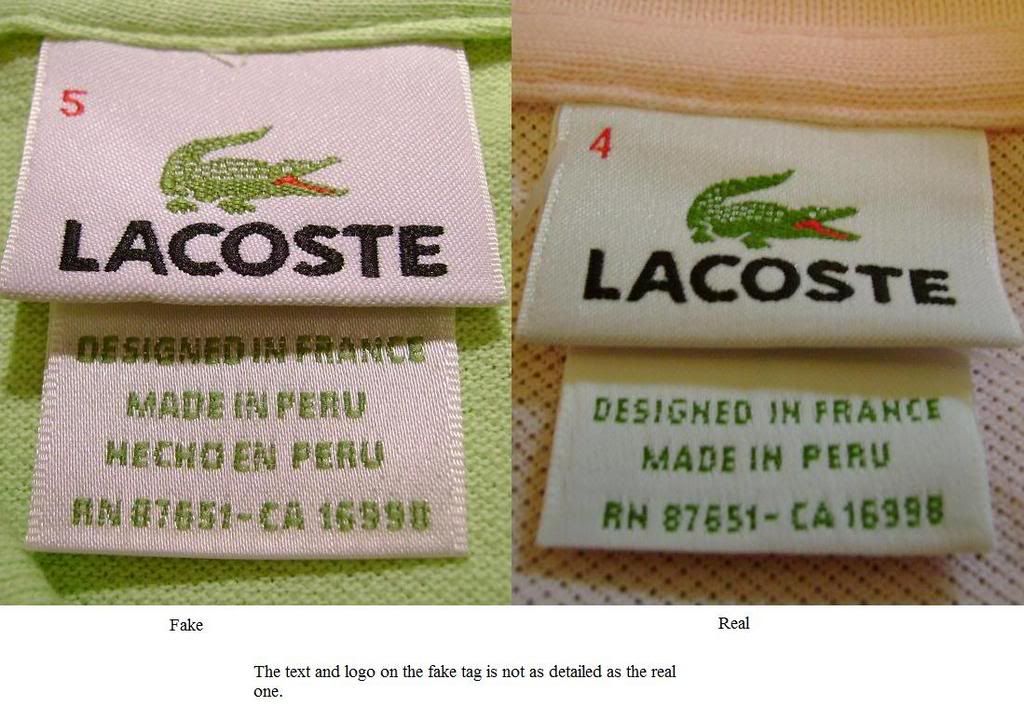 5
LACOSTE
DESIGNED IN FRANCE
MADE IN PERU
HECHO EN PERU
RN 87651-CA 16998
4
LACOSTE
DESIGNED IN FRANCE
MADE IN PERU
RN 87651-CA 16998
Fake
Real
The text and logo on the fake tag is not as detailed as the real
one.